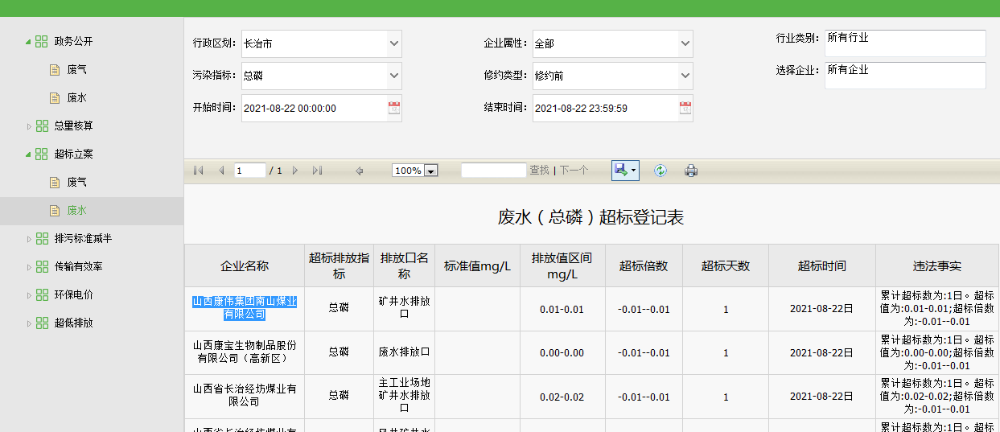 政务公开
废气
废水
总量核算
超标立案
废气
废水
排污标准减半
传输有效率
环保电价
超低排放
行政区划： 长治市 企业属性： 全部 行业类别： 所有行业
污染指标： 总磷 修约类型： 修约前 选择企业： 所有企业
开始时间： 2021-08-22 00:00:00 结束时间： 2021-08-22 23:59:59
1 / 1 100% 查找 | 下一个
废水（总磷）超标登记表
企业名称 超标排放指标 排放口名称 标准值mg/L 排放值区间mg/L 超标倍数 超标天数 超标时间 违法事实
山西康伟集团南山煤业有限公司 总磷 矿井水排放口 0.01-0.01 -0.01--0.01 1 2021-08-22日 累计超标数为:1日。超标值为:0.01-0.01;超标倍数为:-0.01--0.01
山西康宝生物制品股份有限公司（高新区） 总磷 废水排放口 0.00-0.00 -0.01--0.01 1 2021-08-22日 累计超标数为:1日。超标值为:0.00-0.00;超标倍数为:-0.01--0.01
山西省长治经坊煤业有限公司 总磷 主工业场地矿井水排放口 0.02-0.02 -0.01--0.01 1 2021-08-22日 累计超标数为:1日。超标值为:0.02-0.02;超标倍数为:-0.01--0.01
山西省长治经坊煤业有 风井矿井水 累计超标数为:1日。超标